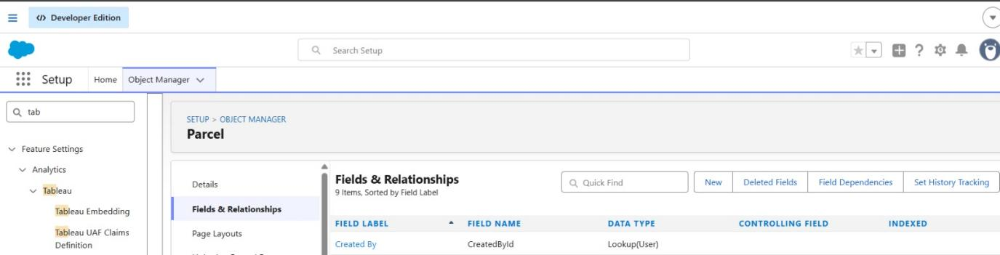 </> Developer Edition
Search Setup
Setup Home Object Manager
tab
SETUP > OBJECT MANAGER
Parcel
Feature Settings
Analytics
Tableau
Tableau Embedding
Tableau UAF Claims
Definition
Details
Fields & Relationships
Page Layouts
Fields & Relationships
9 Items, Sorted by Field Label
Quick Find
New Deleted Fields Field Dependencies Set History Tracking
FIELD LABEL FIELD NAME DATA TYPE CONTROLLING FIELD INDEXED
Created By CreatedById Lookup(User)